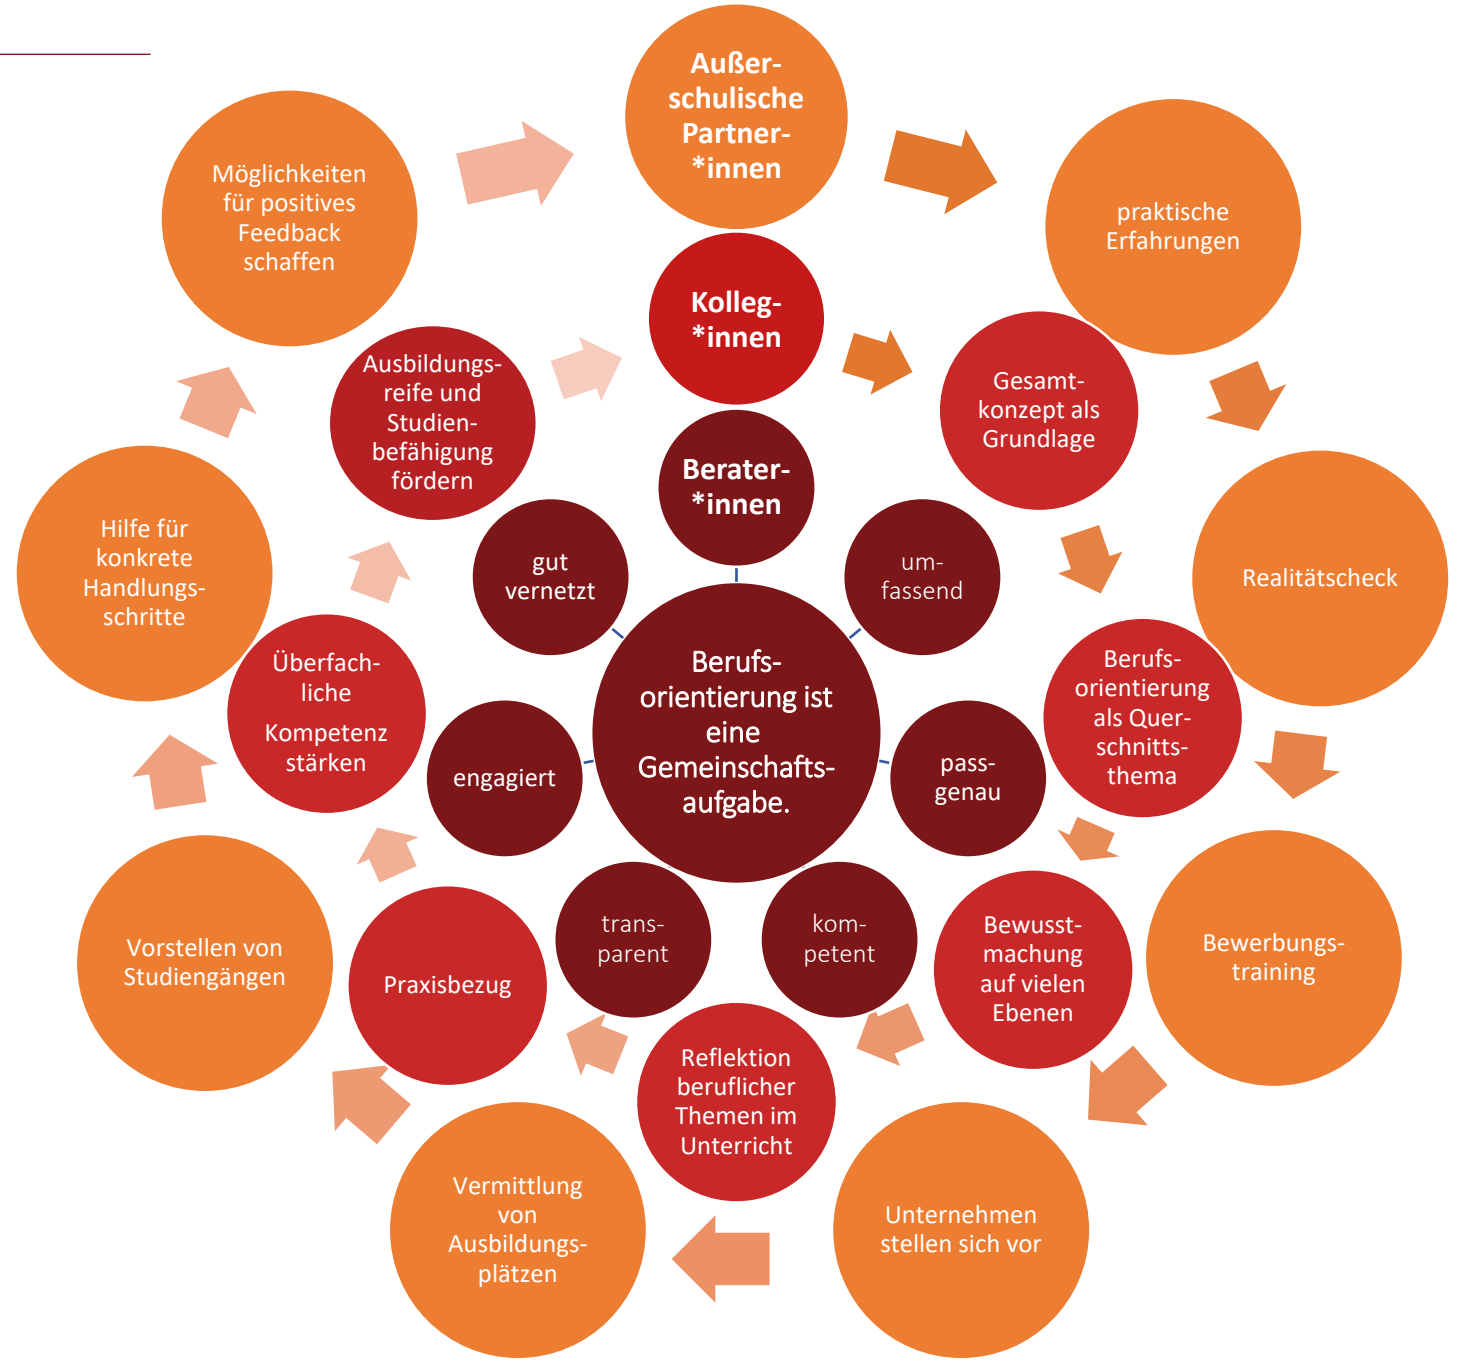 Außer-
schulische
Partner-
*innen
praktische
Erfahrungen
Realitätscheck
Bewerbungs-
training
Unternehmen
stellen sich vor
Vermittlung
von
Ausbildungs-
plätzen
Vorstellen von
Studiengängen
Hilfe für
konkrete
Handlungs-
schritte
Möglichkeiten
für positives
Feedback
schaffen
Kolleg-
*innen
Gesamt-
konzept als
Grundlage
Berufs-
orientierung
als Quer-
schnitts-
thema
Bewusst-
machung
auf vielen
Ebenen
Reflektion
beruflicher
Themen im
Unterricht
Praxisbezug
Überfach-
liche
Kompetenz
stärken
Ausbildungs-
reife und
Studien-
befähigung
fördern
Berater-
*innen
um-
fassend
pass-
genau
kom-
petent
trans-
parent
engagiert
gut
vernetzt
Berufs-
orientierung ist
eine
Gemeinschafts-
aufgabe.